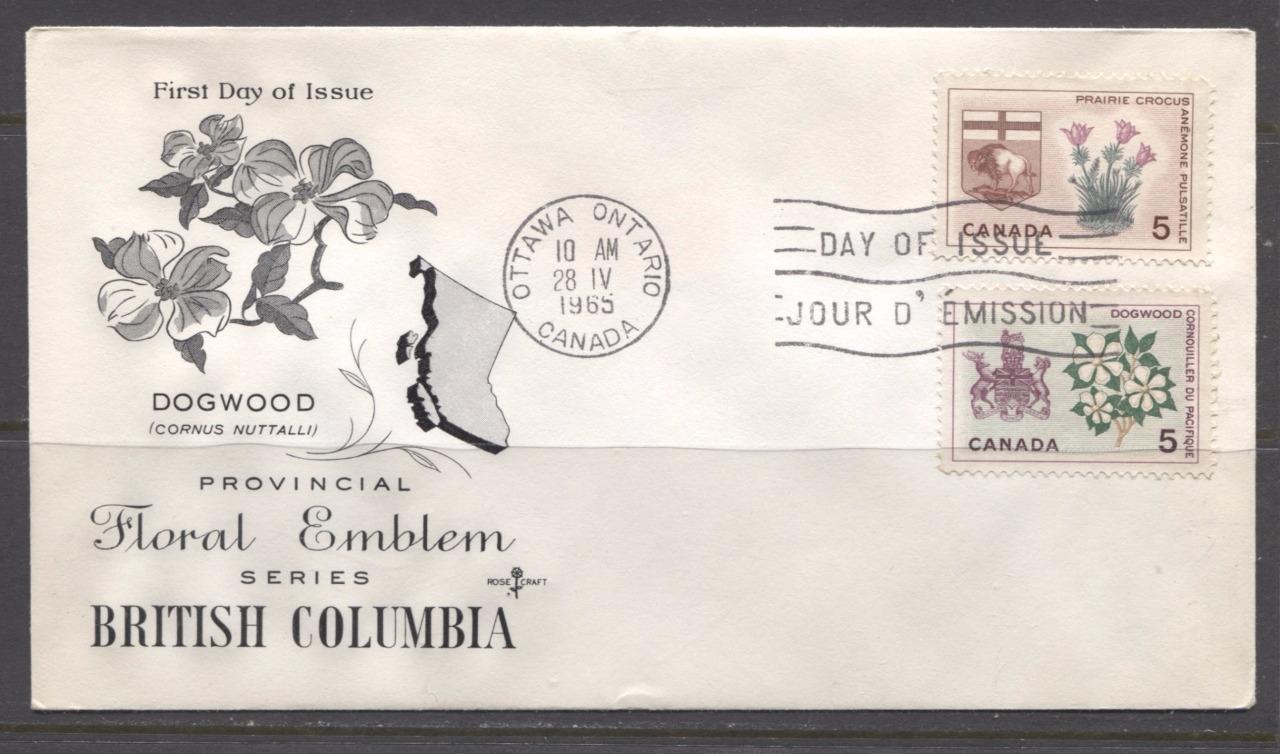 First Day of Issue
DOGWOOD
(CORNUS NUTTALLI)
PROVINCIAL
Floral Emblem
SERIES
ROSE CRAFT
BRITISH COLUMBIA
OTTAWA ONTARIO
10 AM
28 IV
1965
CANADA
DAY OF ISSUE
JOUR D'ÉMISSION
PRAIRIE CROCUS
ANÉMONE PULSATILLE
CANADA 5
DOGWOOD
CORNOUILLER DU PACIFIQUE
CANADA 5